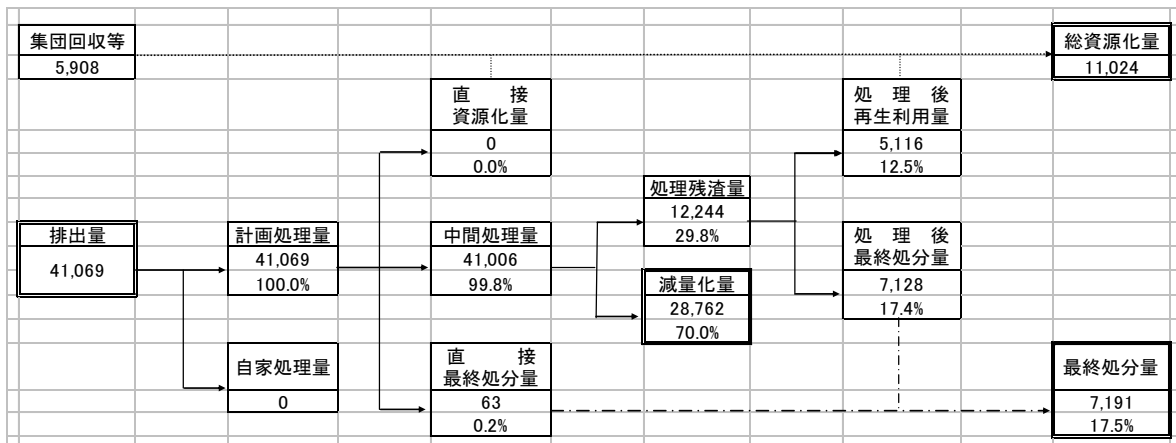 集団回収等
5,908
総資源化量
11,024
直 接
資源化量
0
0.0%
処 理 後
再生利用量
5,116
12.5%
処理残渣量
12,244
29.8%
排出量
41,069
計画処理量
41,069
100.0%
中間処理量
41,006
99.8%
処 理 後
最終処分量
7,128
17.4%
減量化量
28,762
70.0%
自家処理量
0
直 接
最終処分量
63
0.2%
最終処分量
7,191
17.5%